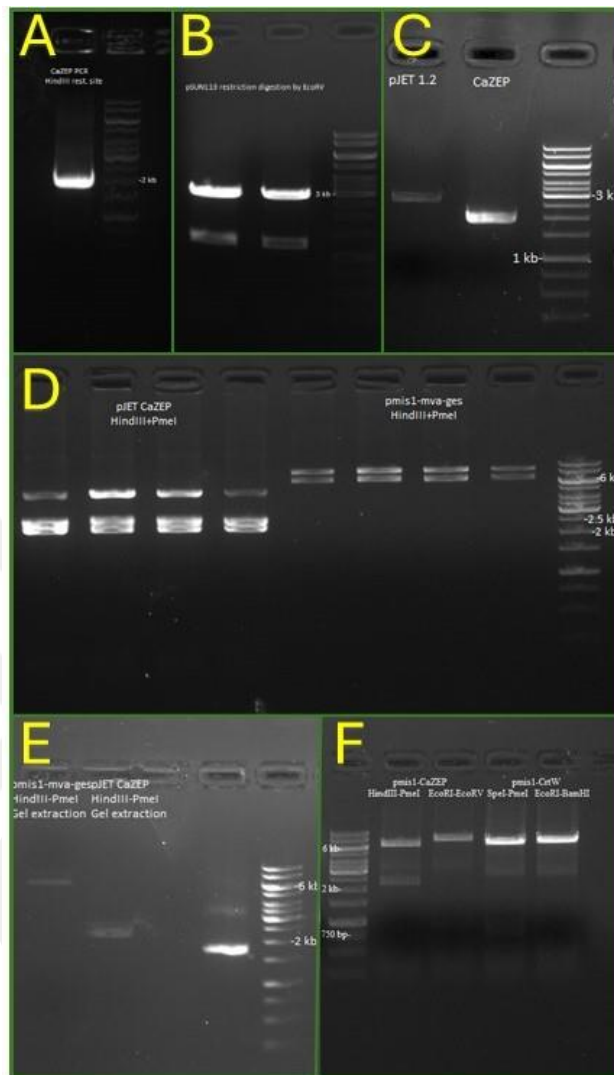 A
CaZEP PCR
HindIII rest. site
-2 kb
B
pSUN110 restriction digestion by EcoRV
3 kb
C
pJET 1.2
CaZEP
-3 k
1 kb-
D
pJET CaZEP
HindIII+PmeI
pmis1-mva-ges
HindIII+PmeI
-6 k
-2.5 kb
-2 kb
E
pmis1-mva-ges
HindIII-PmeI
Gel extraction
pJET CaZEP
HindIII-PmeI
Gel extraction
-6 kb
-2 kb
F
pmis1-CaZEP
pmis1-CrtW
HindIII-PmeI
EcoRI-EcoRV
SpeI-PmeI
EcoRI-BamHI
6 kb
2 kb
750 bp-